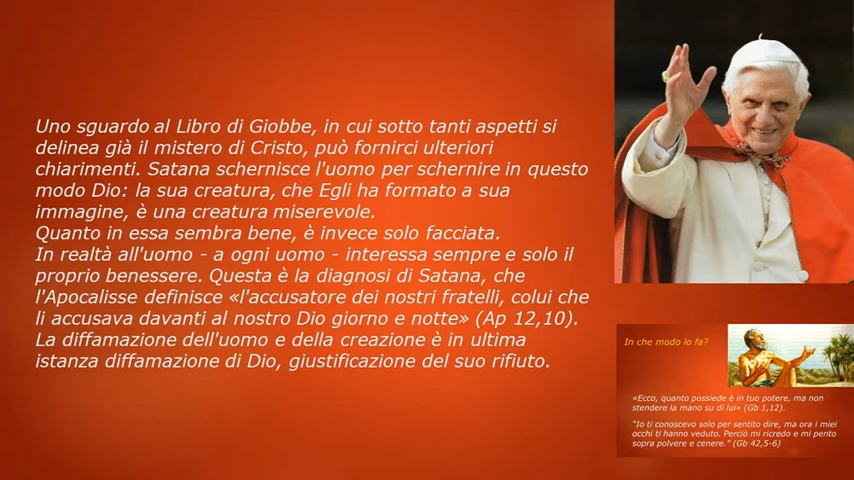 Uno sguardo al Libro di Giobbe, in cui sotto tanti aspetti si
delinea già il mistero di Cristo, può fornirci ulteriori
chiarimenti. Satana schernisce l'uomo per schernire in questo
modo Dio: la sua creatura, che Egli ha formato a sua
immagine, è una creatura miserevole.
Quanto in essa sembra bene, è invece solo facciata.
In realtà all'uomo - a ogni uomo - interessa sempre e solo il
proprio benessere. Questa è la diagnosi di Satana, che
l'Apocalisse definisce «l'accusatore dei nostri fratelli, colui che
li accusava davanti al nostro Dio giorno e notte» (Ap 12,10).
La diffamazione dell'uomo e della creazione è in ultima
istanza diffamazione di Dio, giustificazione del suo rifiuto.
In che modo lo fa?
«Ecco, quanto possiede è in tuo potere, ma non
stendere la mano su di lui» (Gb 1,12).
"Io ti conoscevo solo per sentito dire, ma ora i miei
occhi ti hanno veduto. Perciò mi ricredo e mi pento
sopra polvere e cenere." (Gb 42,5-6)